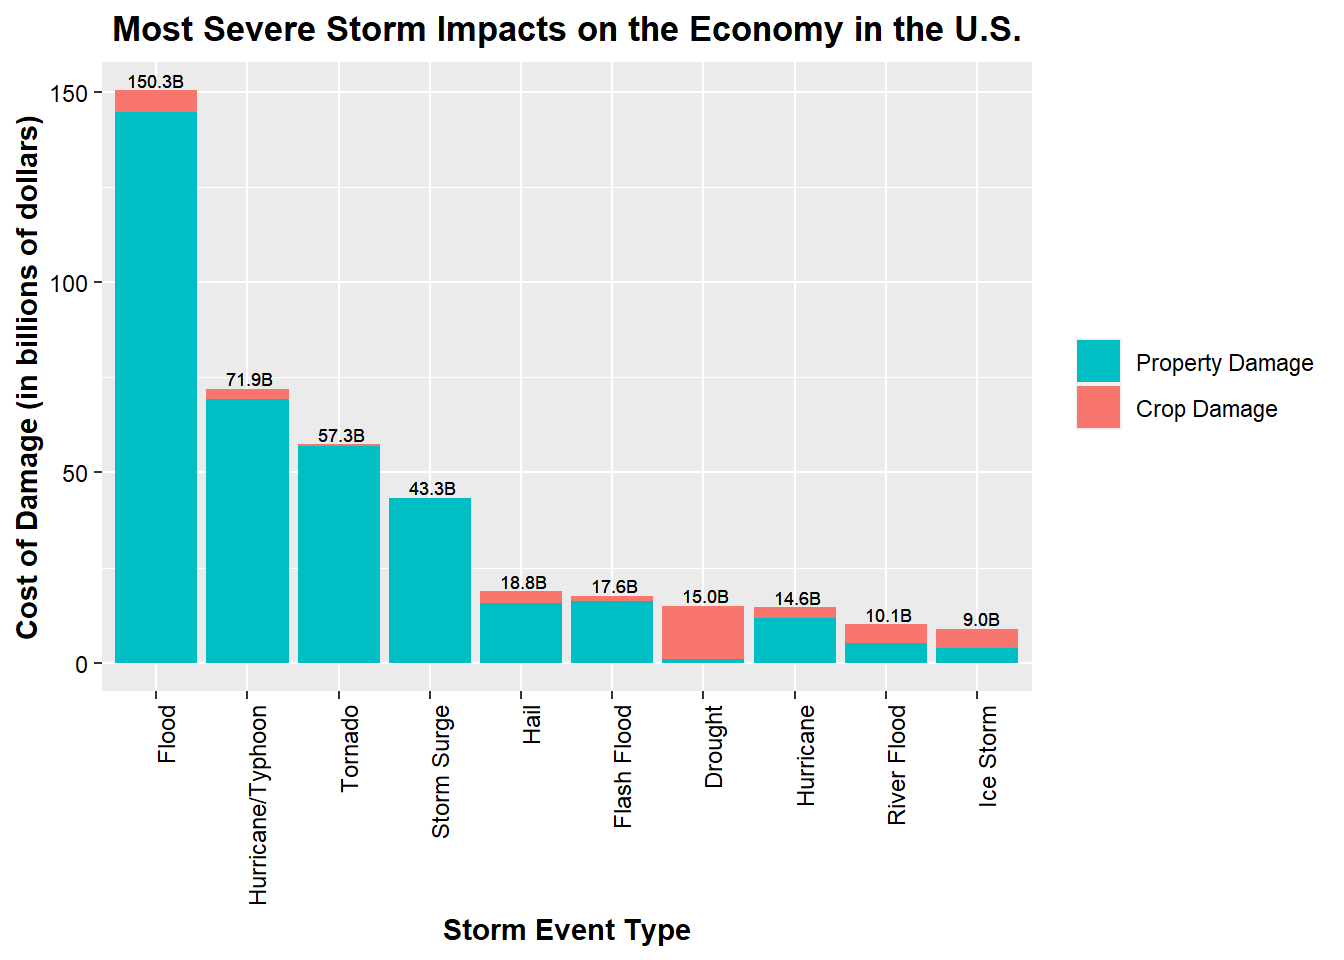 Most Severe Storm Impacts on the Economy in the U.S.
Cost of Damage (in billions of dollars)
150
100
50
0
150.3B
71.9B
57.3B
43.3B
18.8B
17.6B
15.0B
14.6B
10.1B
9.0B
Flood
Hurricane/Typhoon
Tornado
Storm Surge
Hail
Flash Flood
Drought
Hurricane
River Flood
Ice Storm
Storm Event Type
Property Damage
Crop Damage